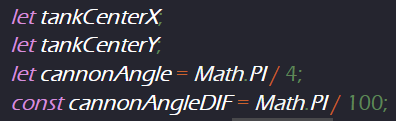 let tankCenterX;
let tankCenterY;
let cannonAngle = Math.PI / 4;
const cannonAngleDIF = Math.PI / 100;